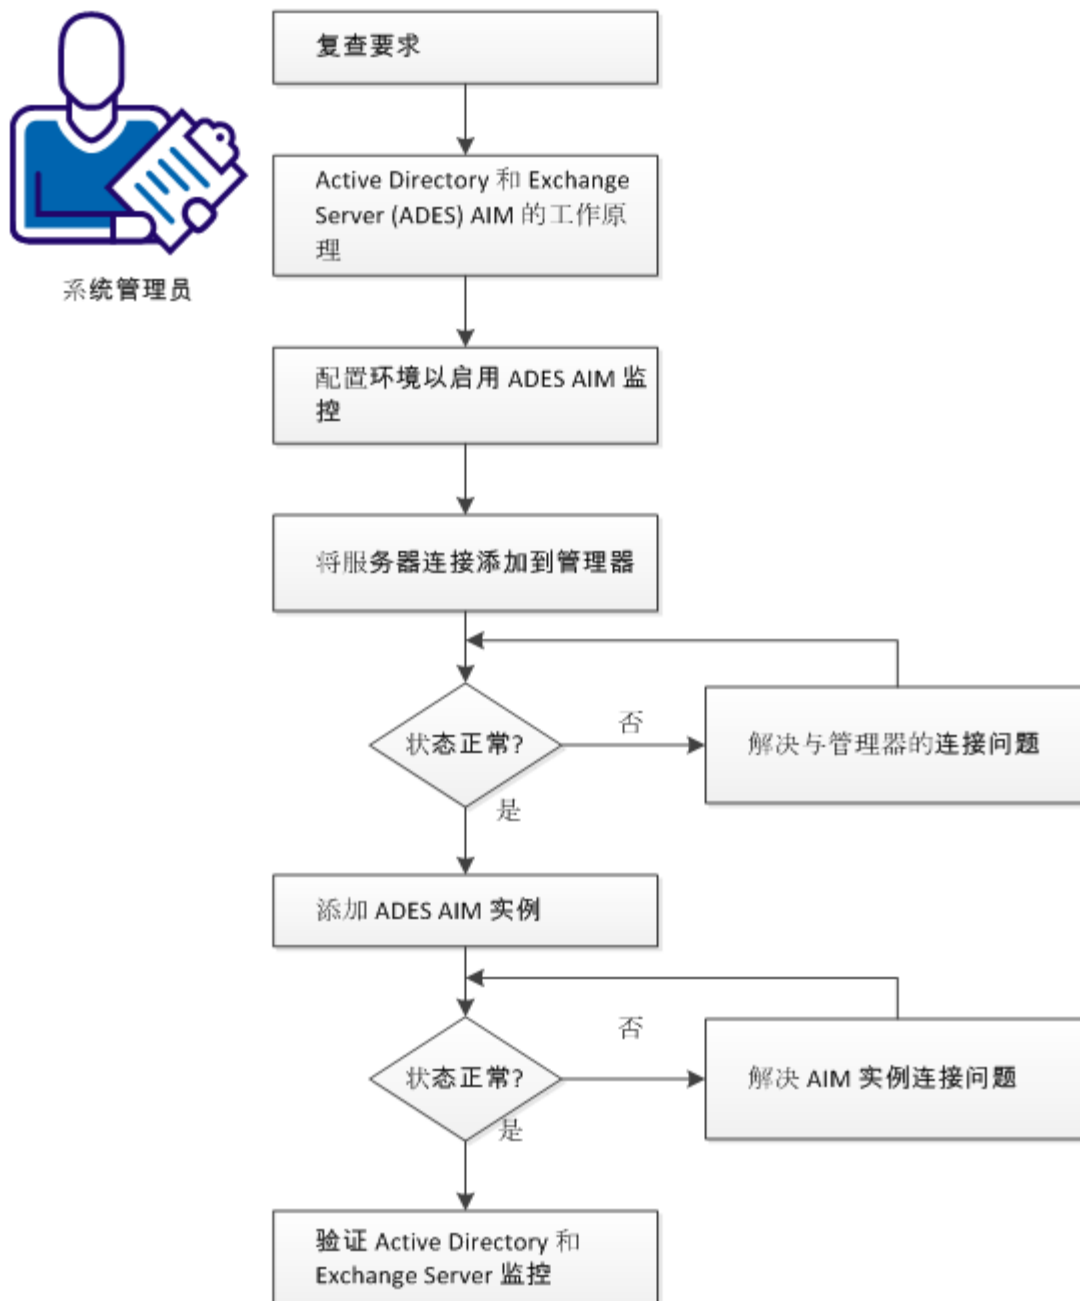 复查要求
Active Directory 和 Exchange
Server (ADES) AIM 的工作原
理
系统管理员
配置环境以启用 ADES AIM 监
控
将服务器连接添加到管理器
状态正常?
否
解决与管理器的连接问题
是
添加 ADES AIM 实例
否
状态正常?
解决 AIM 实例连接问题
是
验证 Active Directory 和
Exchange Server 监控